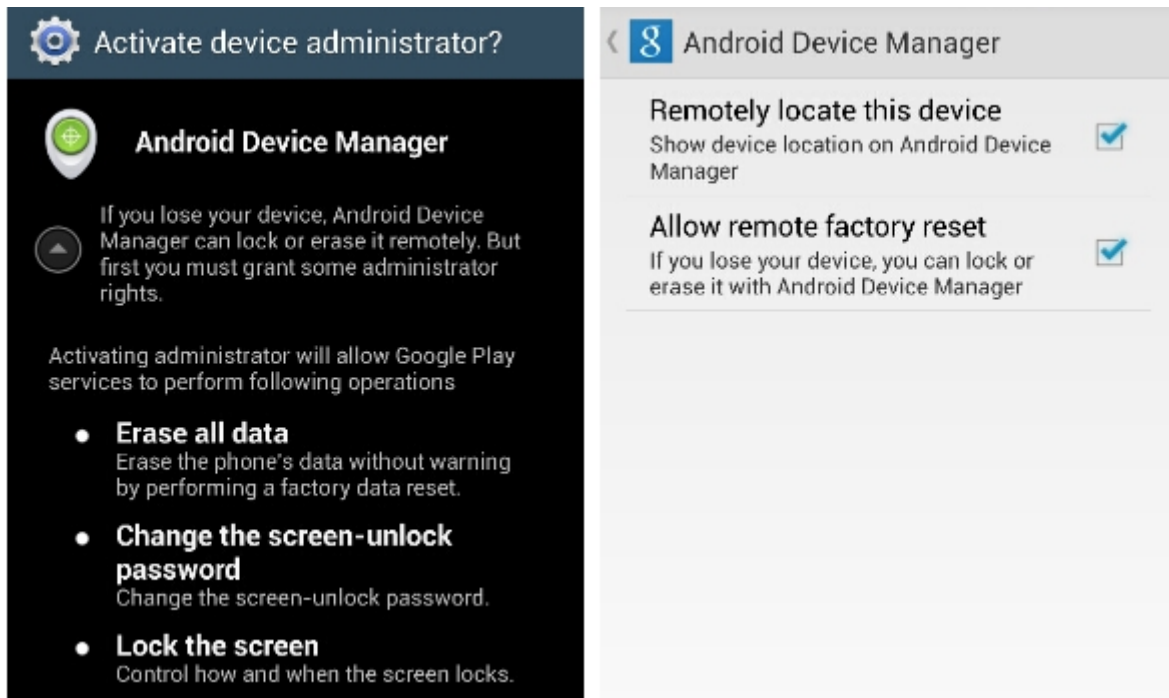 Activate device administrator?
Android Device Manager
If you lose your device, Android Device
Manager can lock or erase it remotely. But
first you must grant some administrator
rights.
Activating administrator will allow Google Play
services to perform following operations
Erase all data
Erase the phone's data without warning
by performing a factory data reset.
Change the screen-unlock
password
Change the screen-unlock password.
Lock the screen
Control how and when the screen locks.
8 Android Device Manager
Remotely locate this device
Show device location on Android Device
Manager
Allow remote factory reset
If you lose your device, you can lock or
erase it with Android Device Manager